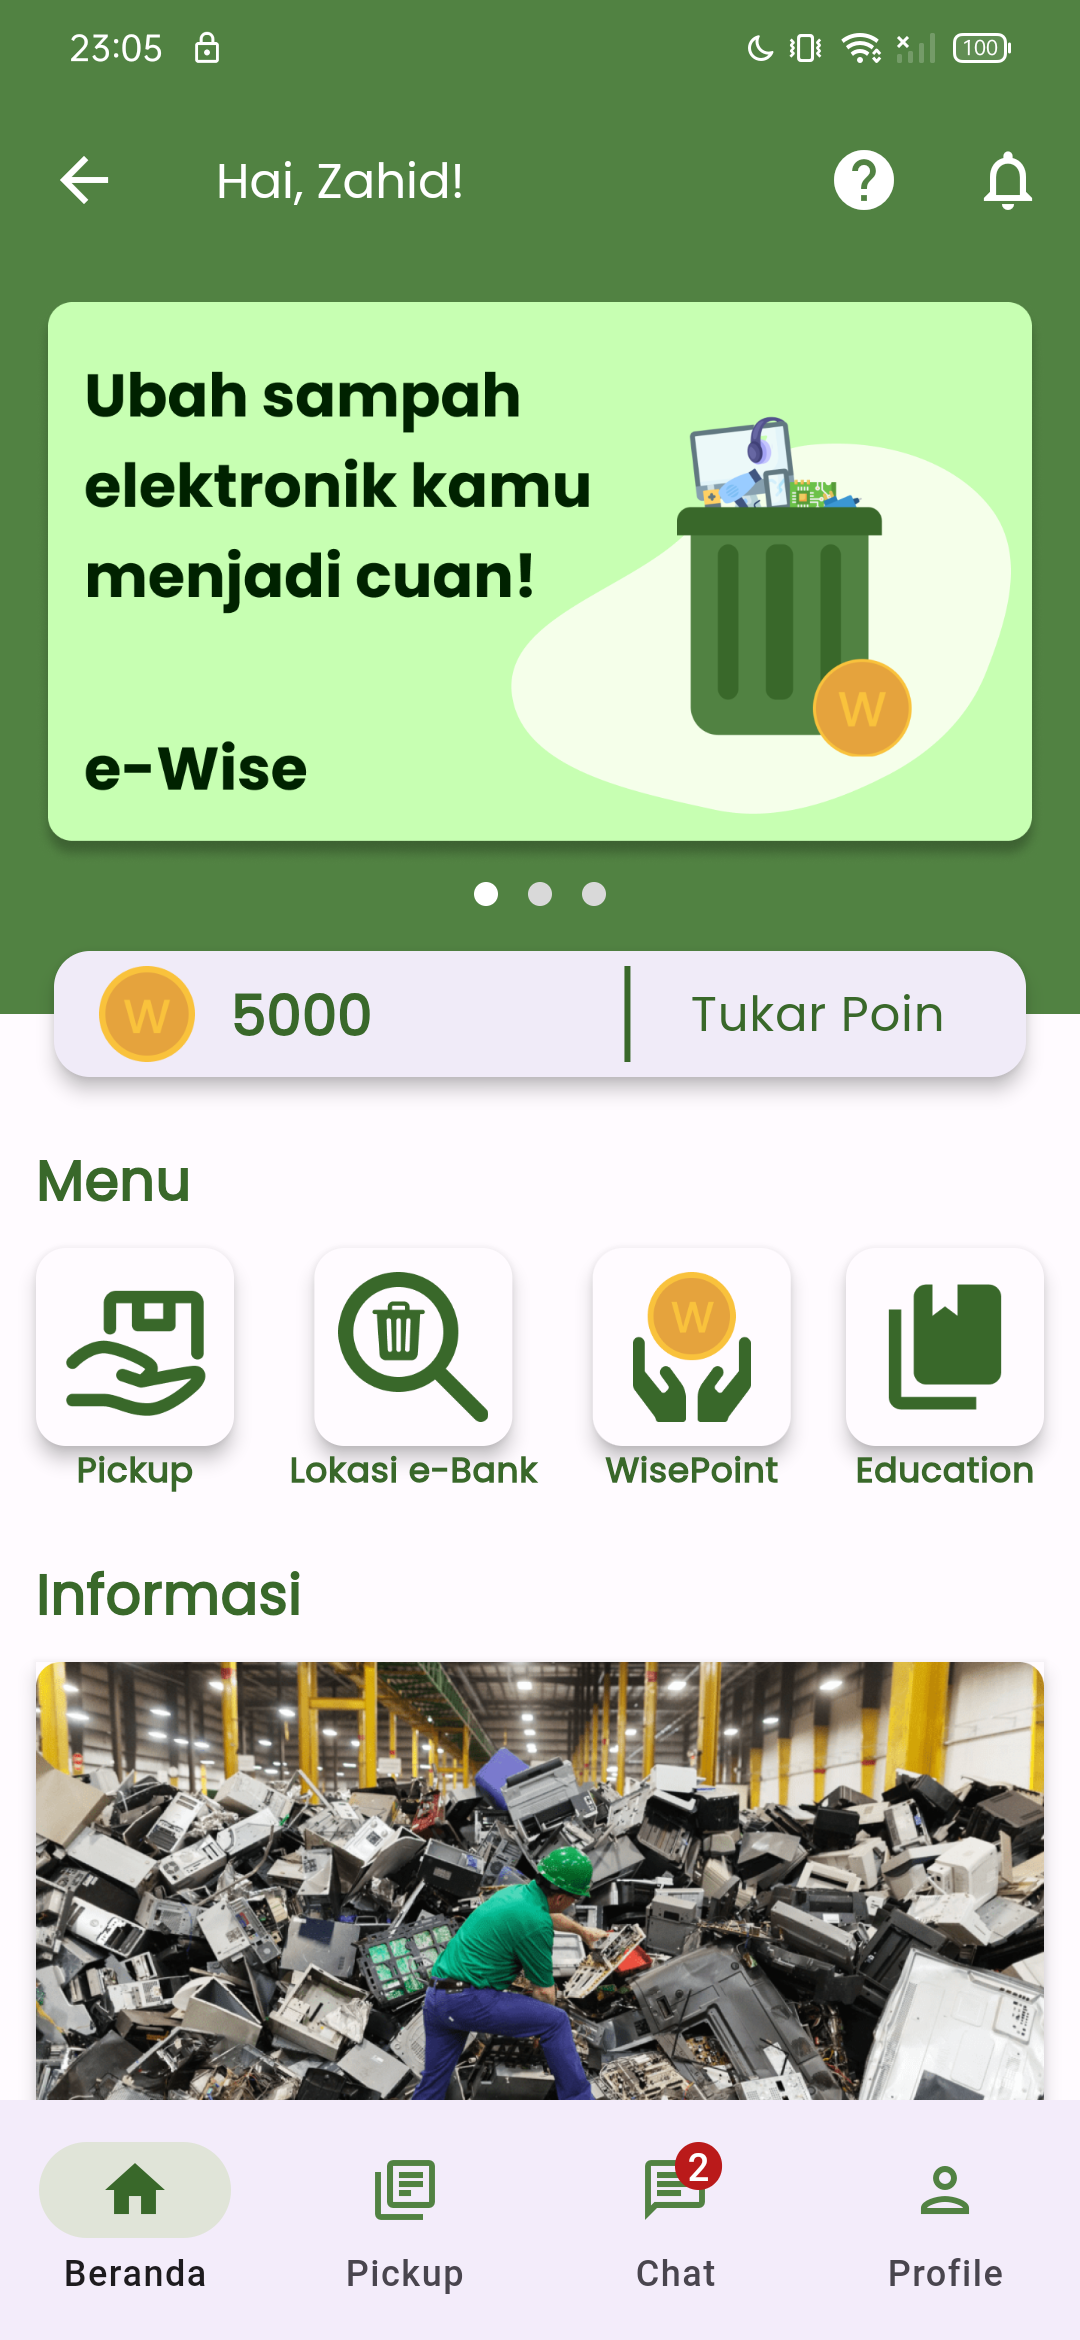 23:05
100
Hai, Zahid!
Ubah sampah
elektronik kamu
menjadi cuan!
W
e-Wise
W
5000
Tukar Poin
Menu
W
Pickup
Lokasi e-Bank
WisePoint
Education
Informasi
2
Beranda
Pickup
Chat
Profile